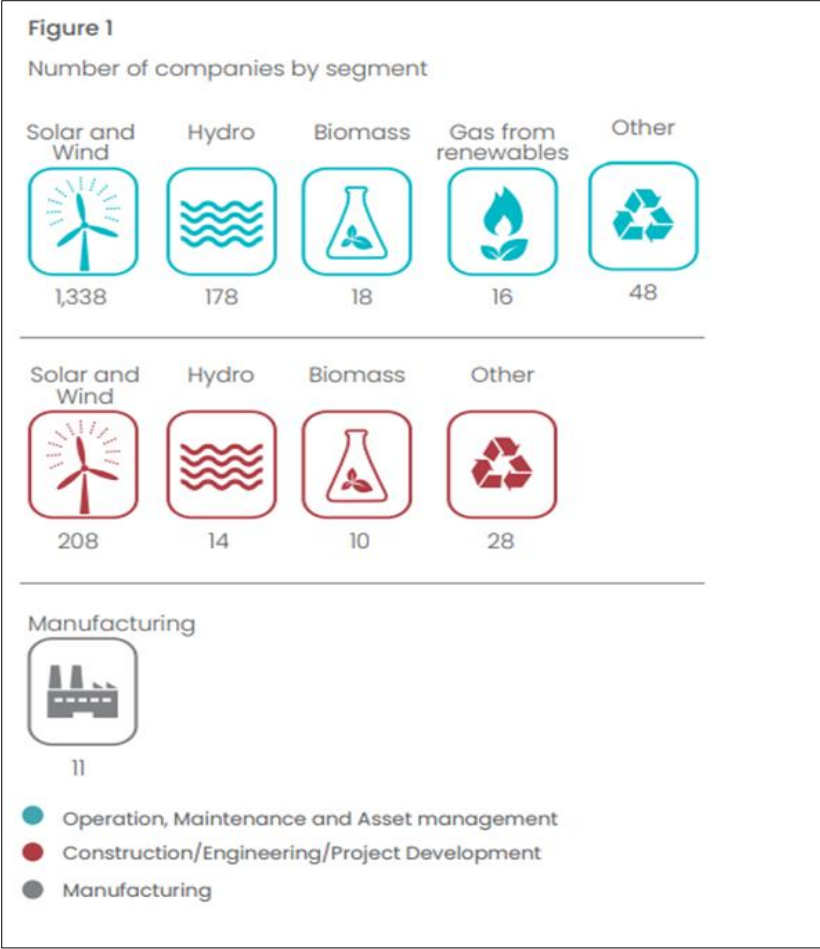 Figure 1
Number of companies by segment
Solar and Wind
Hydro
Biomass
Gas from renewables
Other
1,338
178
18
16
48
Solar and Wind
Hydro
Biomass
Other
208
14
10
28
Manufacturing
11
Operation, Maintenance and Asset management
Construction/Engineering/Project Development
Manufacturing